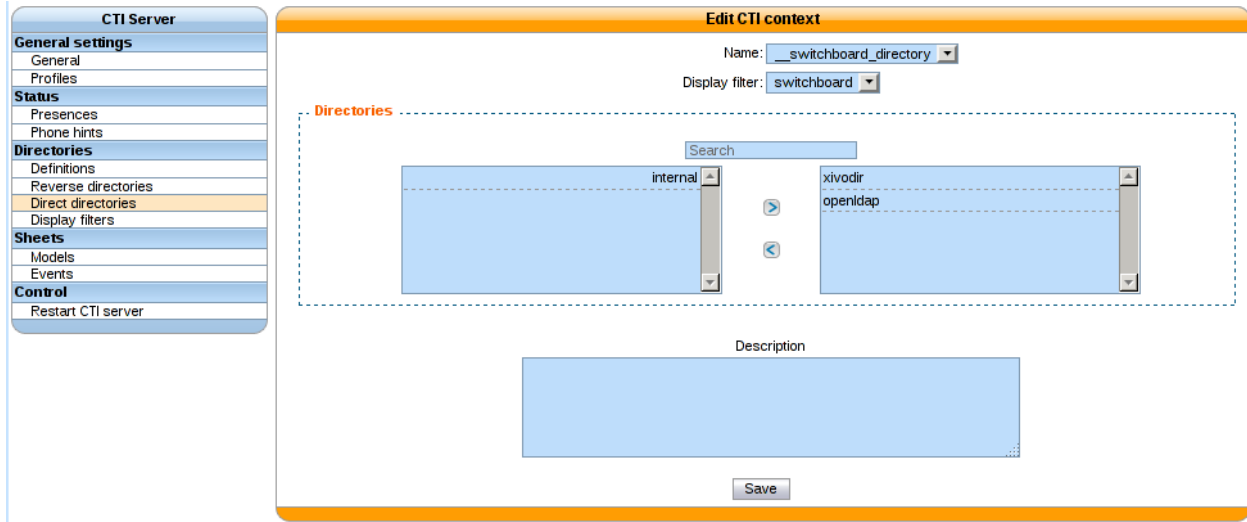 CTI Server
General settings
General
Profiles
Status
Presences
Phone hints
Directories
Definitions
Reverse directories
Direct directories
Display filters
Sheets
Models
Events
Control
Restart CTI server
Edit CTI context
Name: __switchboard_directory
Display filter: switchboard
Directories
Search
internal
xivodir
openldap
Description
Save